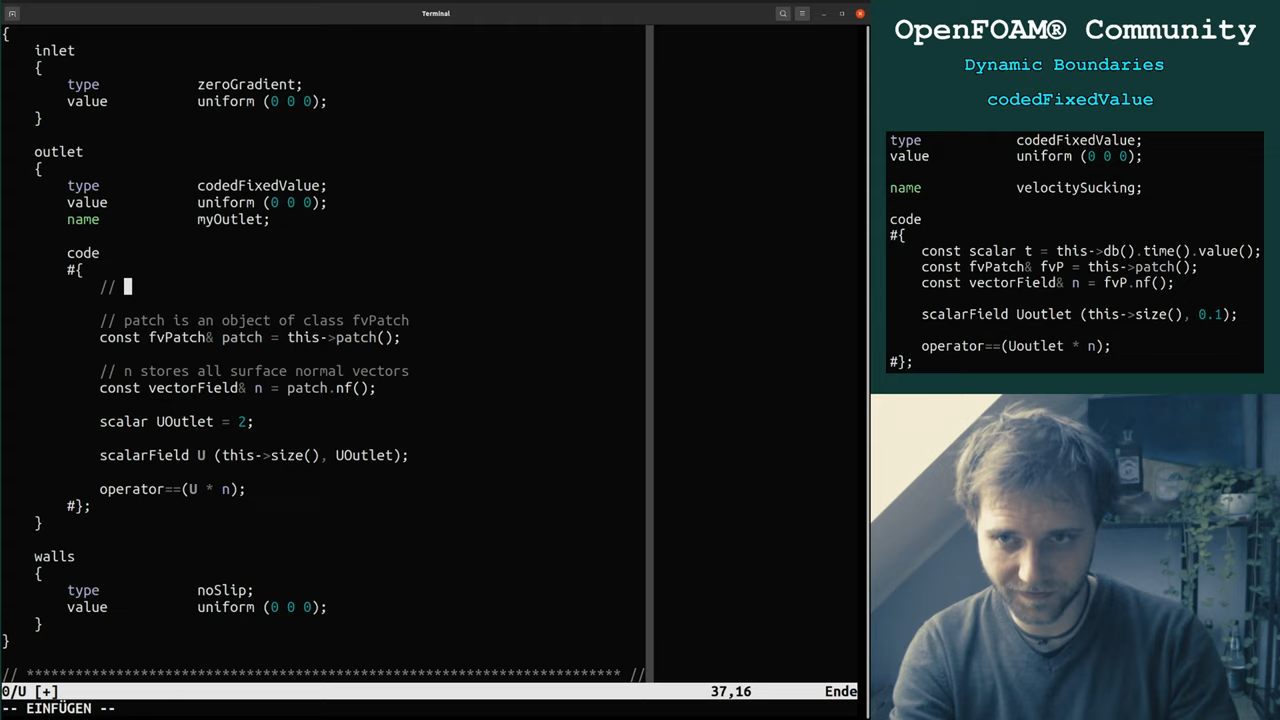 Terminal
{
inlet
{
type zeroGradient;
value uniform (0 0 0);
}
outlet
{
type codedFixedValue;
value uniform (0 0 0);
name myOutlet;
code
#{
//
// patch is an object of class fvPatch
const fvPatch& patch = this->patch();
// n stores all surface normal vectors
const vectorField& n = patch.nf();
scalar UOutlet = 2;
scalarField U (this->size(), UOutlet);
operator==(U * n);
#};
}
walls
{
type noSlip;
value uniform (0 0 0);
}
}
// ************************************************************************* //
0/U [+] 37,16 Ende
-- EINFÜGEN --
OpenFOAM® Community
Dynamic Boundaries
codedFixedValue
type codedFixedValue;
value uniform (0 0 0);
name velocitySucking;
code
#{
const scalar t = this->db().time().value();
const fvPatch& fvP = this->patch();
const vectorField& n = fvP.nf();
scalarField Uoutlet (this->size(), 0.1);
operator==(Uoutlet * n);
#};